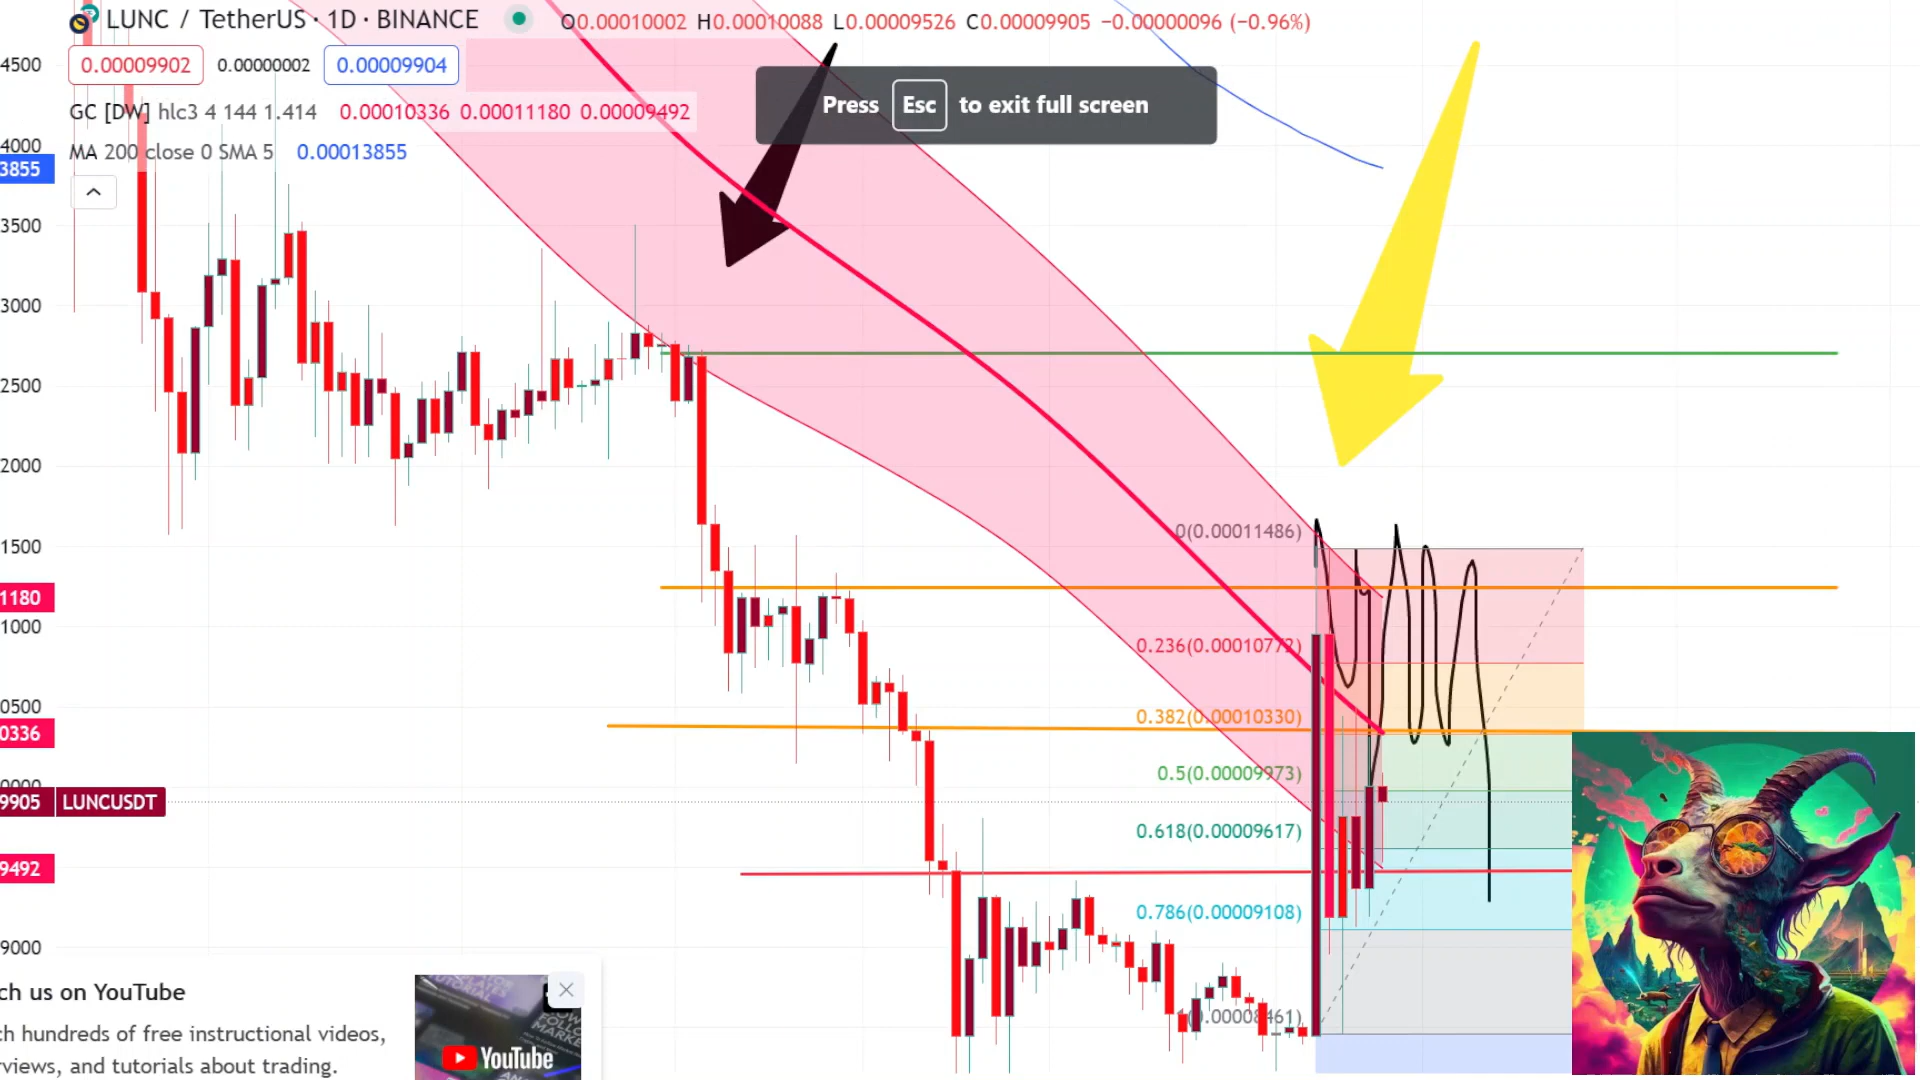 LUNC / TetherUS · 1D · BINANCE O0.00010002 H0.00010088 L0.00009526 C0.00009905 −0.00000096 (−0.96%)
0.00009902 0.00000002 0.00009904
GC [DW] hlc3 4 144 1.414 0.00010336 0.00011180 0.00009492
MA 200 close 0 SMA 5 0.00013855
Press Esc to exit full screen
4500
4000
3855
3500
3000
2500
2000
1500
1180
1000
0500
0336
9905 LUNCUSDT
9492
9000
0(0.00011486)
0.236(0.00010772)
0.382(0.00010330)
0.5(0.00009973)
0.618(0.00009617)
0.786(0.00009108)
1(0.00008461)
ch us on YouTube
ch hundreds of free instructional videos,
rviews, and tutorials about trading.
YouTube